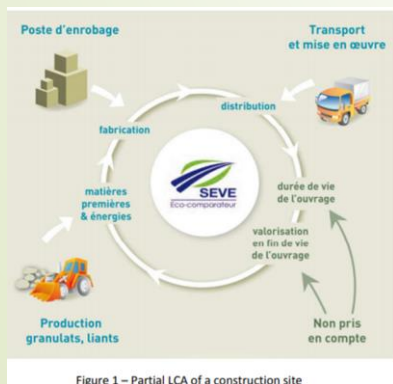 Poste d'enrobage
Transport
et mise en œuvre
distribution
fabrication
SEVE
Éco-comparateur
matières
premières
& énergies
durée de vie
de l'ouvrage
valorisation
en fin de vie
de l'ouvrage
Production
granulats, liants
Non pris
en compte
Figure 1 – Partial LCA of a construction site